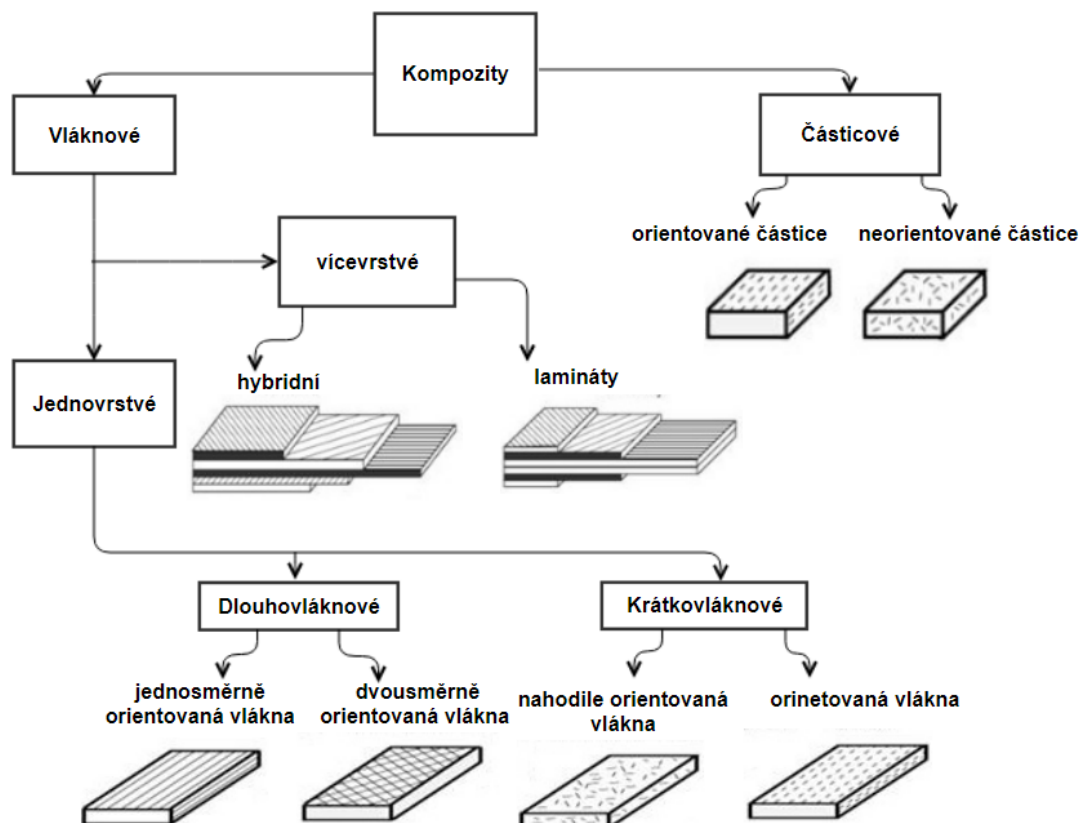 Kompozity
Vláknové
Částicové
orientované částice
neorientované částice
vícevrstvé
hybridní
lamináty
Jednovrstvé
Dlouhovláknové
Krátkovláknové
jednosměrně
orientovaná vlákna
dvousměrně
orientovaná vlákna
nahodile orientovaná
vlákna
orinetovaná vlákna